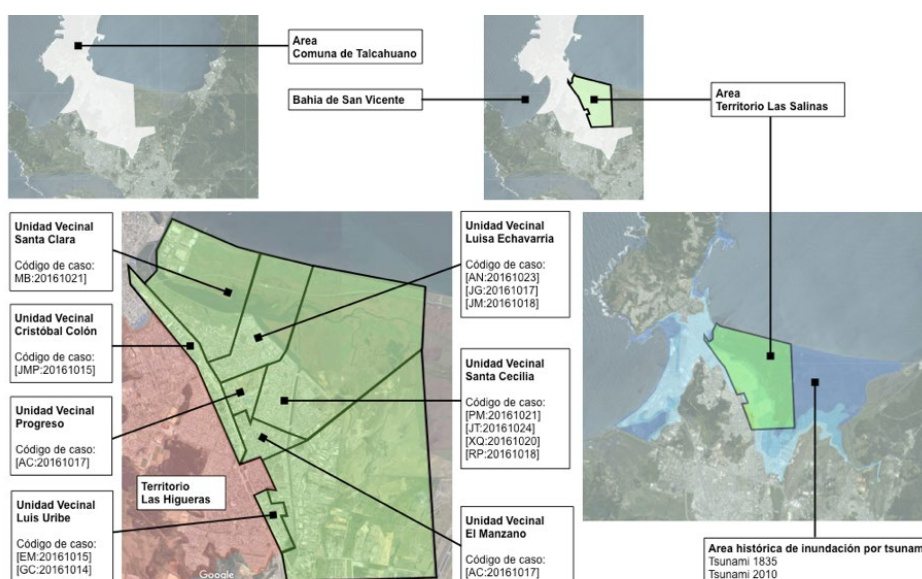 Area
Comuna de Talcahuano
Bahia de San Vicente
Area
Territorio Las Salinas
Unidad Vecinal
Santa Clara
Código de caso:
MB:20161021]
Unidad Vecinal
Cristóbal Colón
Código de caso:
[JMP:20161015]
Unidad Vecinal
Progreso
Código de caso:
[AC:20161017]
Unidad Vecinal
Luis Uribe
Código de caso:
[EM:20161015]
[GC:20161014]
Territorio
Las Higueras
Google
Unidad Vecinal
Luisa Echavarria
Código de caso:
[AN:20161023]
[JG:20161017]
[JM:20161018]
Unidad Vecinal
Santa Cecilia
Código de caso:
[PM:20161021]
[JT:20161024]
[XQ:20161020]
[RP:20161018]
Unidad Vecinal
El Manzano
Código de caso:
[AC:20161017]
Area histórica de inundación por tsunam
Tsunami 1835
Tsunami 2010